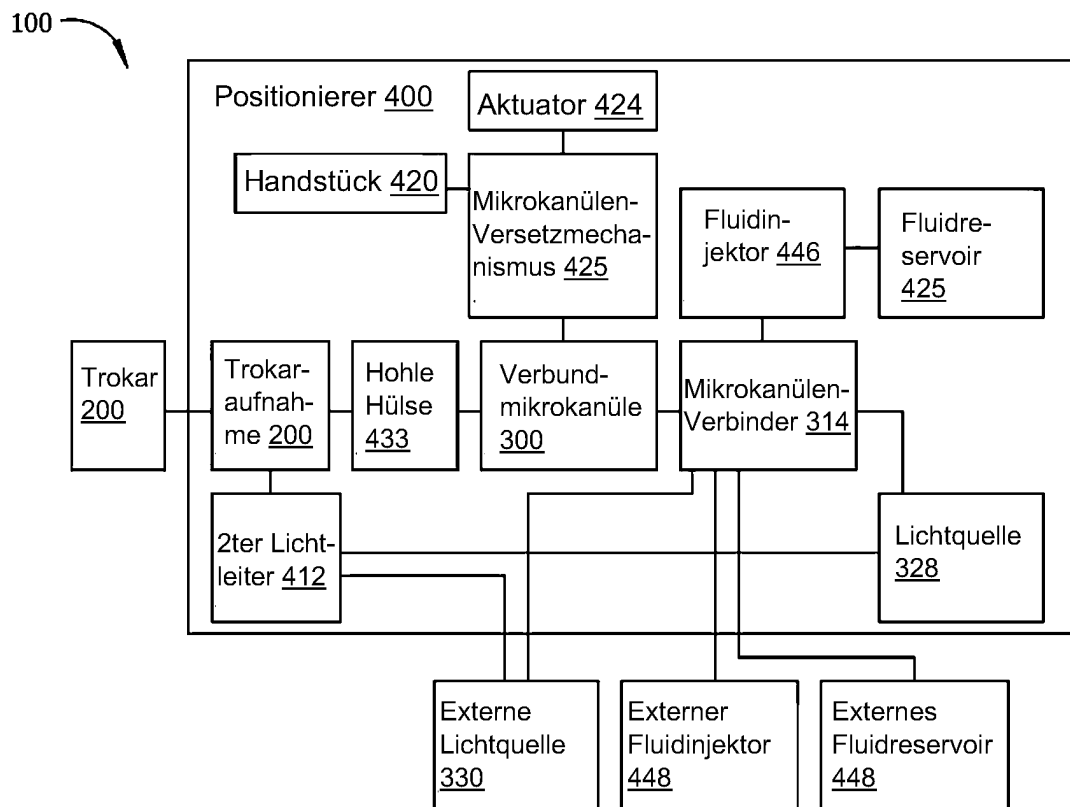 100
Positionierer 400
Aktuator 424
Handstück 420
Mikrokanülen-
Versetzmecha-
nismus 425
Fluidin-
jektor 446
Fluidre-
servoir
425
Trokar
200
Trokar-
aufnah-
me 200
Hohle
Hülse
433
Verbund-
mikrokanüle
300
Mikrokanülen-
Verbinder 314
2ter Licht-
leiter 412
Lichtquelle
328
Externe
Lichtquelle
330
Externer
Fluidinjektor
448
Externes
Fluidreservoir
448